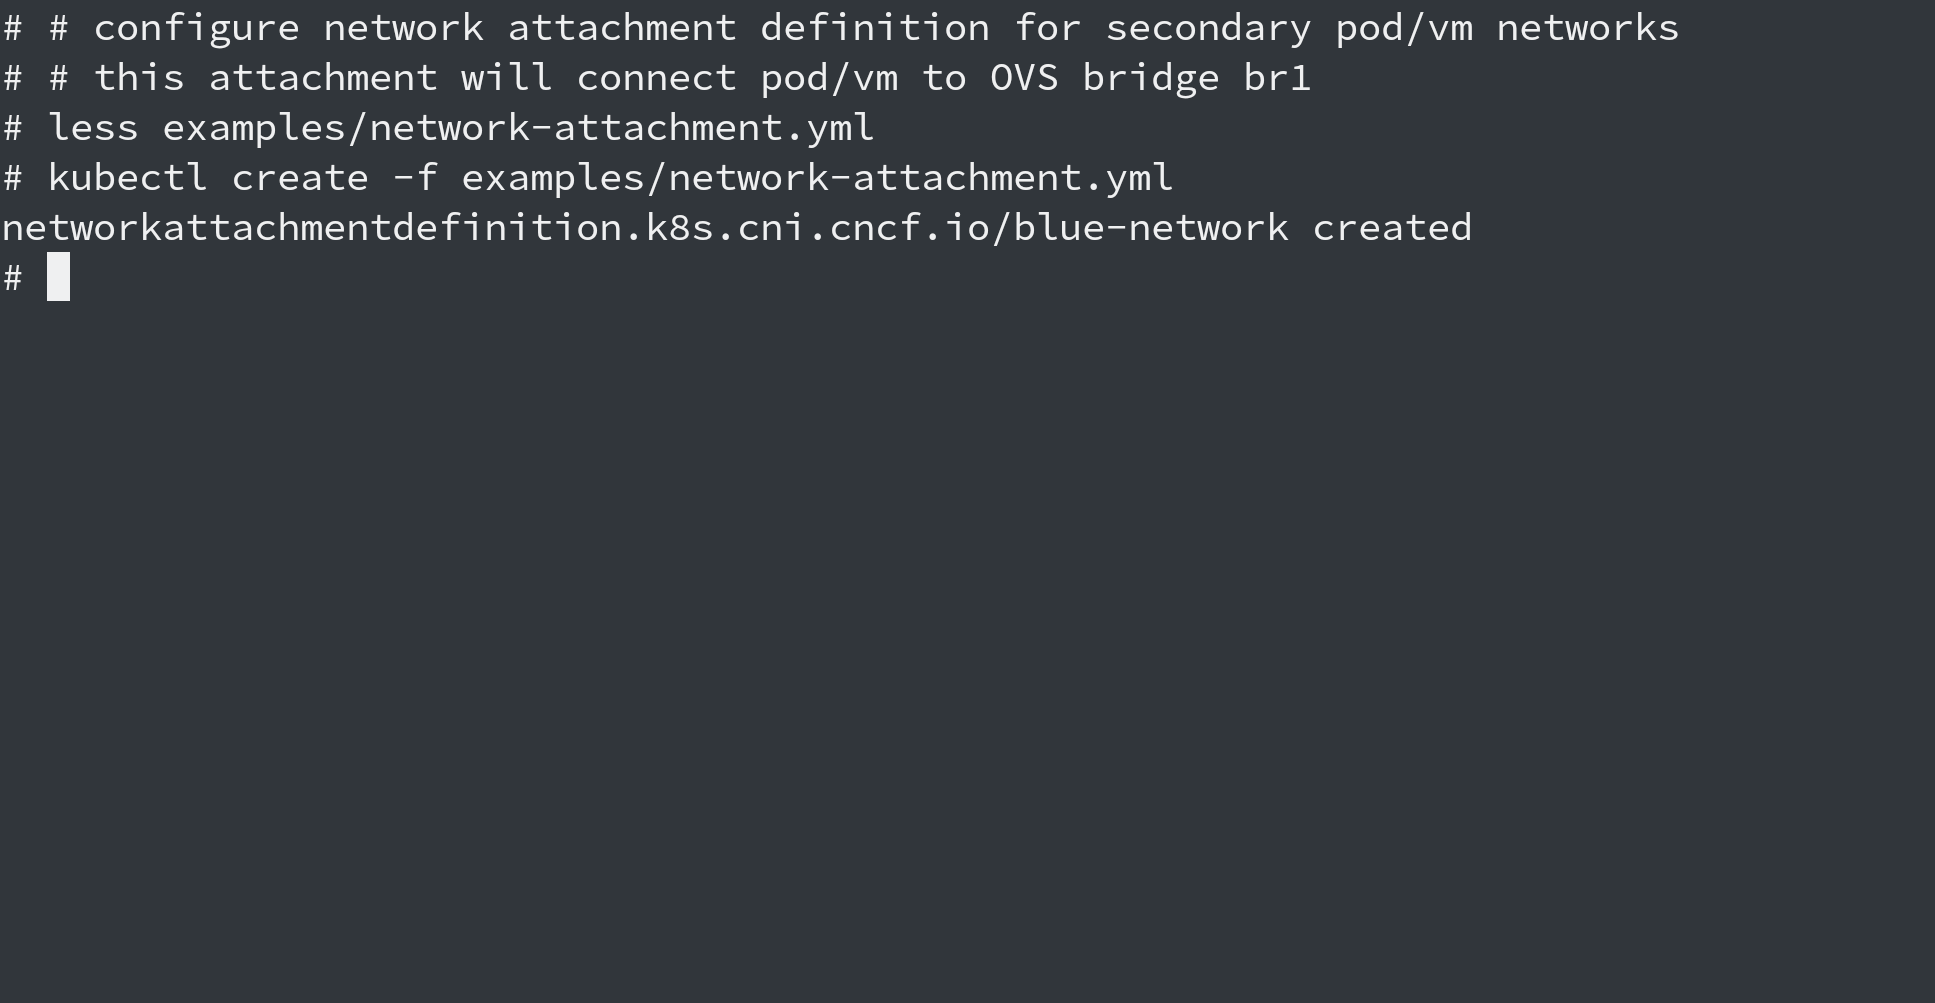 # # configure network attachment definition for secondary pod/vm networks
# # this attachment will connect pod/vm to OVS bridge br1
# less examples/network-attachment.yml
# kubectl create -f examples/network-attachment.yml
networkattachmentdefinition.k8s.cni.cncf.io/blue-network created
#